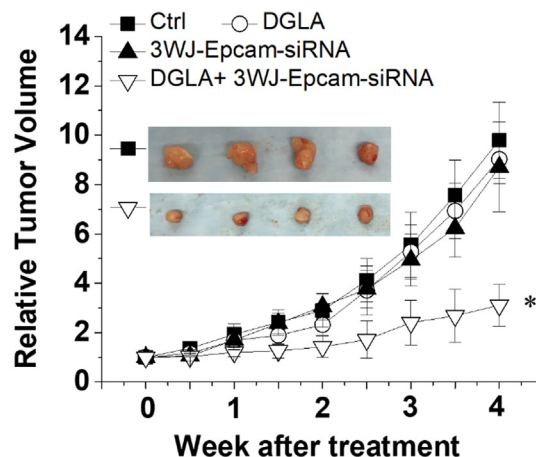 Ctrl DGLA
3WJ-Epcam-siRNA
DGLA+ 3WJ-Epcam-siRNA
Relative Tumor Volume
14
12
10
8
6
4
2
0
*
0 1 2 3 4
Week after treatment